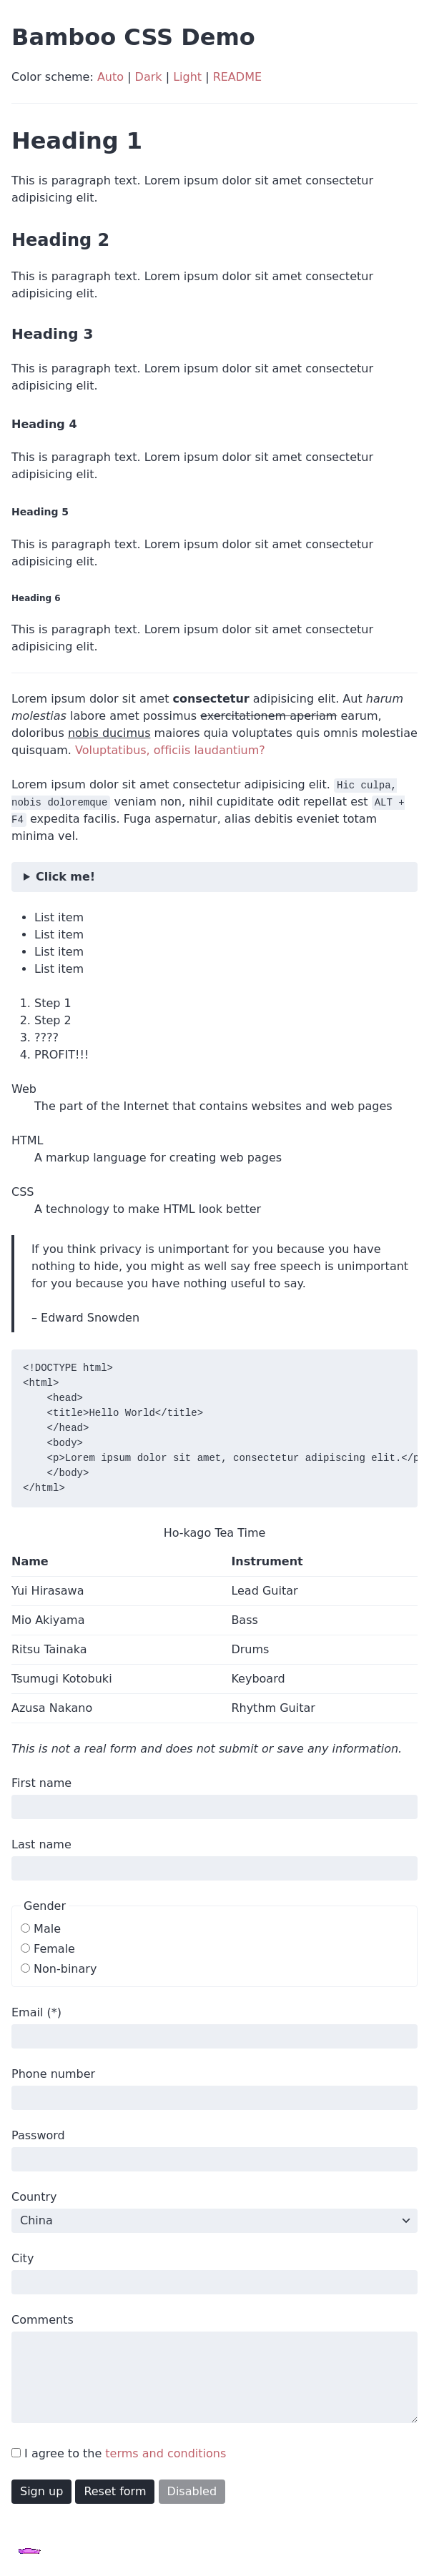 Bamboo CSS Demo
Color scheme: Auto | Dark | Light | README
Heading 1
This is paragraph text. Lorem ipsum dolor sit amet consectetur
adipisicing elit.
Heading 2
This is paragraph text. Lorem ipsum dolor sit amet consectetur
adipisicing elit.
Heading 3
This is paragraph text. Lorem ipsum dolor sit amet consectetur
adipisicing elit.
Heading 4
This is paragraph text. Lorem ipsum dolor sit amet consectetur
adipisicing elit.
Heading 5
This is paragraph text. Lorem ipsum dolor sit amet consectetur
adipisicing elit.
Heading 6
This is paragraph text. Lorem ipsum dolor sit amet consectetur
adipisicing elit.
Lorem ipsum dolor sit amet consectetur adipisicing elit. Aut harum
molestias labore amet possimus exercitationem aperiam earum,
doloribus nobis ducimus maiores quia voluptates quis omnis molestiae
quisquam. Voluptatibus, officiis laudantium?
Lorem ipsum dolor sit amet consectetur adipisicing elit. Hic culpa,
nobis doloremque veniam non, nihil cupiditate odit repellat est ALT +
F4 expedita facilis. Fuga aspernatur, alias debitis eveniet totam
minima vel.
▶ Click me!
• List item
• List item
• List item
• List item
1. Step 1
2. Step 2
3. ????
4. PROFIT!!!
Web
The part of the Internet that contains websites and web pages
HTML
A markup language for creating web pages
CSS
A technology to make HTML look better
If you think privacy is unimportant for you because you have
nothing to hide, you might as well say free speech is unimportant
for you because you have nothing useful to say.
– Edward Snowden
<!DOCTYPE html>
<html>
    <head>
    <title>Hello World</title>
    </head>
    <body>
    <p>Lorem ipsum dolor sit amet, consectetur adipiscing elit.</p
    </body>
</html>
Ho-kago Tea Time
Name Instrument
Yui Hirasawa Lead Guitar
Mio Akiyama Bass
Ritsu Tainaka Drums
Tsumugi Kotobuki Keyboard
Azusa Nakano Rhythm Guitar
This is not a real form and does not submit or save any information.
First name
Last name
Gender
Male
Female
Non-binary
Email (*)
Phone number
Password
Country
China
City
Comments
I agree to the terms and conditions
Sign up Reset form Disabled